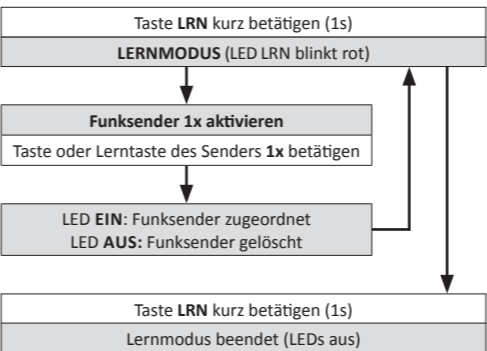 Taste LRN kurz betätigen (1s)
LERNMODUS (LED LRN blinkt rot)
Funksender 1x aktivieren
Taste oder Lerntaste des Senders 1x betätigen
LED EIN: Funksender zugeordnet
LED AUS: Funksender gelöscht
Taste LRN kurz betätigen (1s)
Lernmodus beendet (LEDs aus)